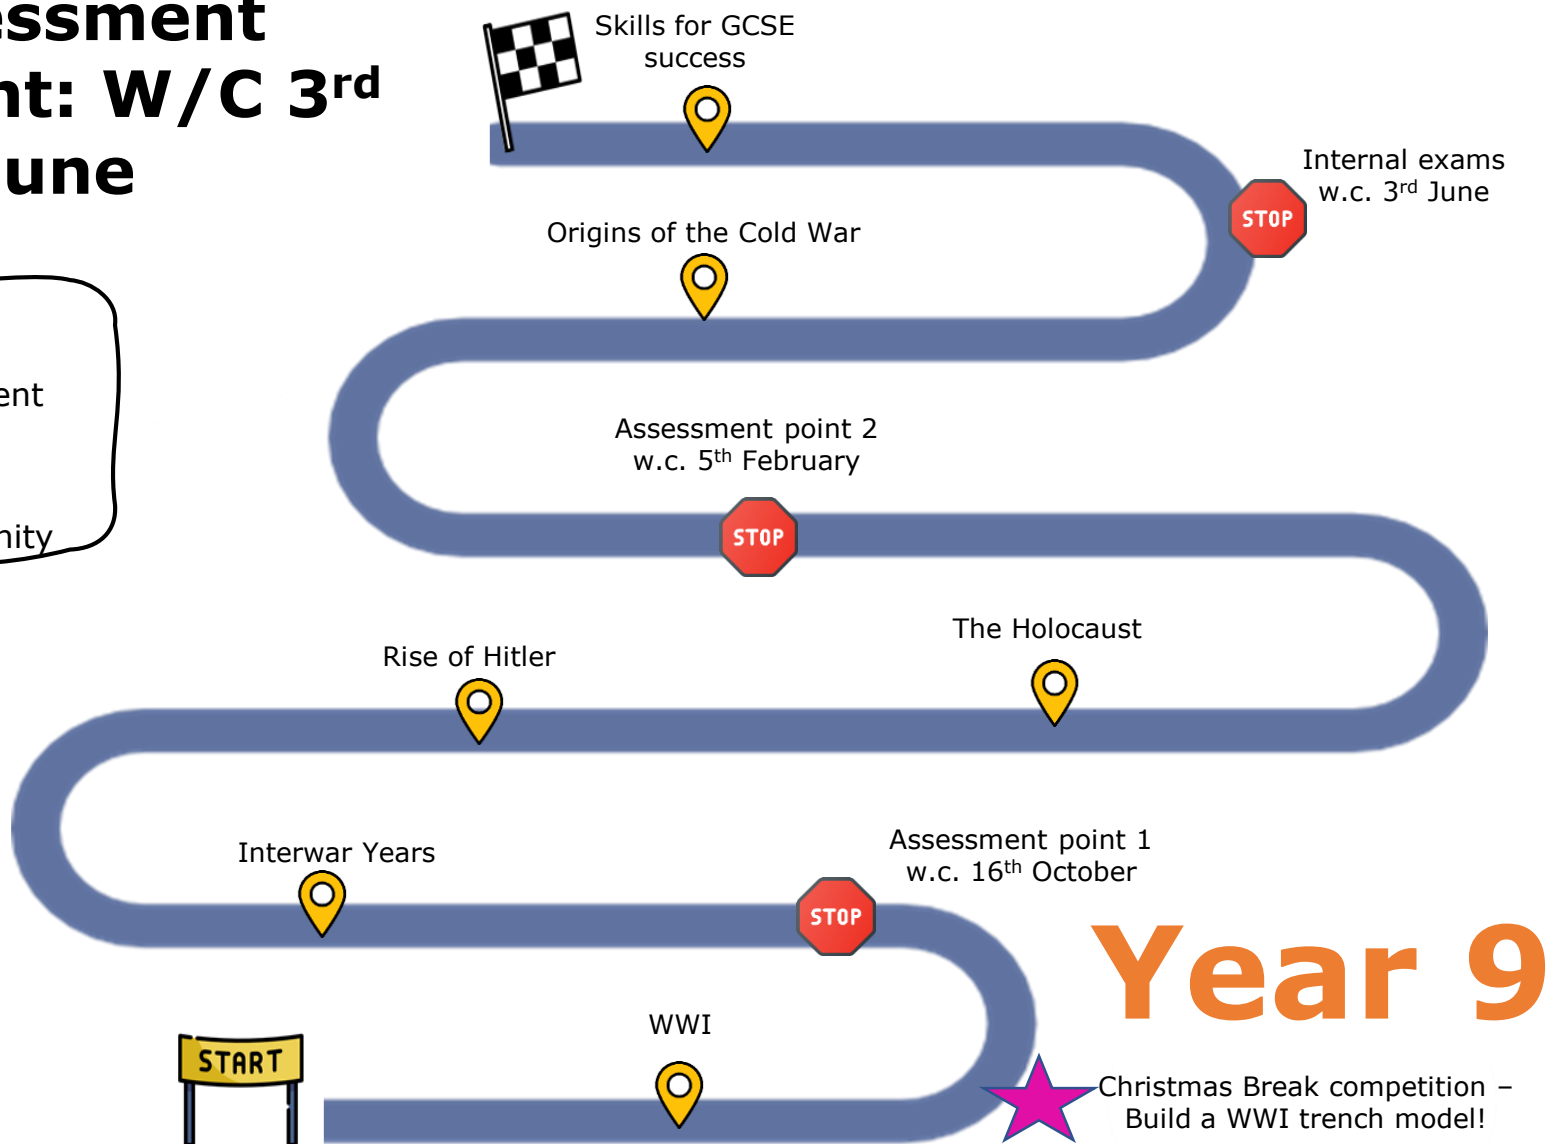 essment
nt: W/C 3rd
une
Skills for GCSE
success
Internal exams
w.c. 3rd June
STOP
Origins of the Cold War
ent
nity
Assessment point 2
w.c. 5th February
STOP
The Holocaust
Rise of Hitler
Assessment point 1
w.c. 16th October
Interwar Years
STOP
Year 9
WWI
START
Christmas Break competition –
Build a WWI trench model!